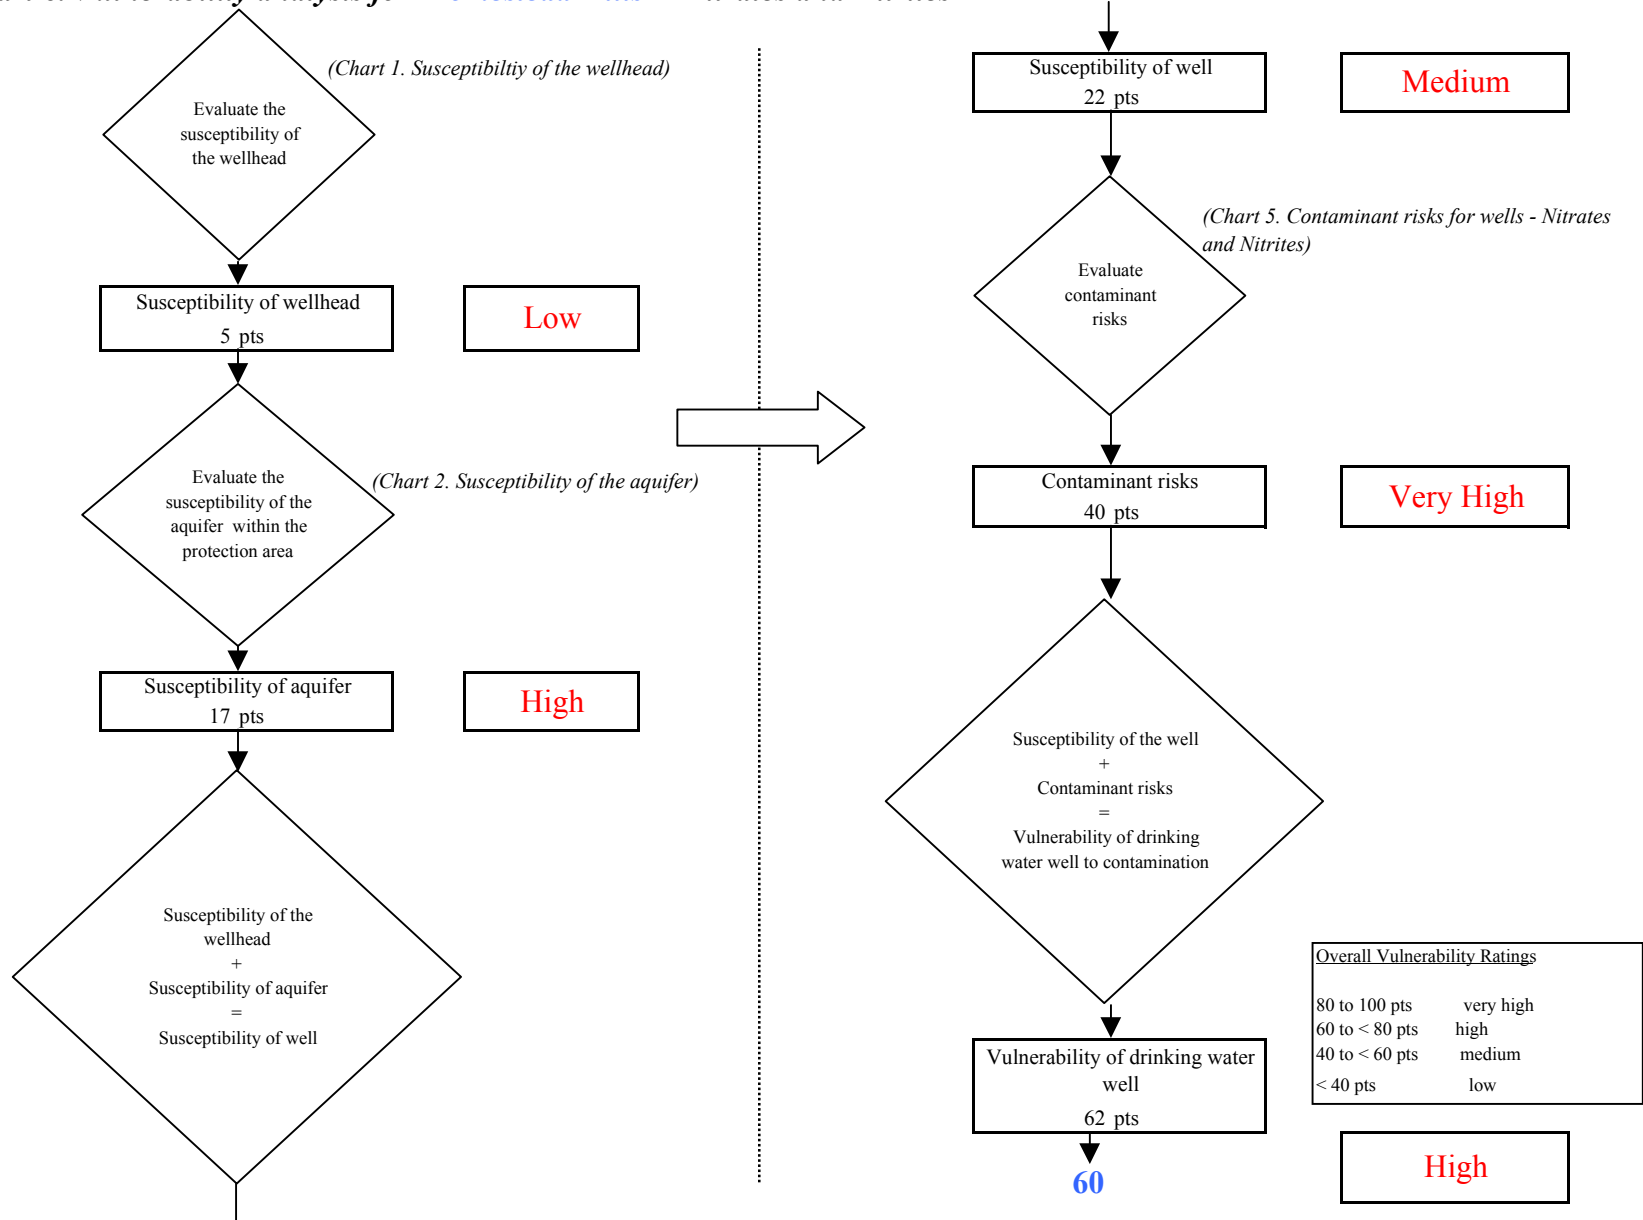 (Chart 1. Susceptibiltiy of the wellhead)
Evaluate the
susceptibility of
the wellhead
Susceptibility of wellhead
5 pts
Low
Evaluate the
susceptibility of the
aquifer within the
protection area
(Chart 2. Susceptibility of the aquifer)
Susceptibility of aquifer
17 pts
High
Susceptibility of the
wellhead
+
Susceptibility of aquifer
=
Susceptibility of well
Susceptibility of well
22 pts
Medium
(Chart 5. Contaminant risks for wells - Nitrates
and Nitrites)
Evaluate
contaminant
risks
Contaminant risks
40 pts
Very High
Susceptibility of the well
+
Contaminant risks
=
Vulnerability of drinking
water well to contamination
Overall Vulnerability Ratings
80 to 100 pts very high
60 to < 80 pts high
40 to < 60 pts medium
< 40 pts low
Vulnerability of drinking water
well
62 pts
60
High